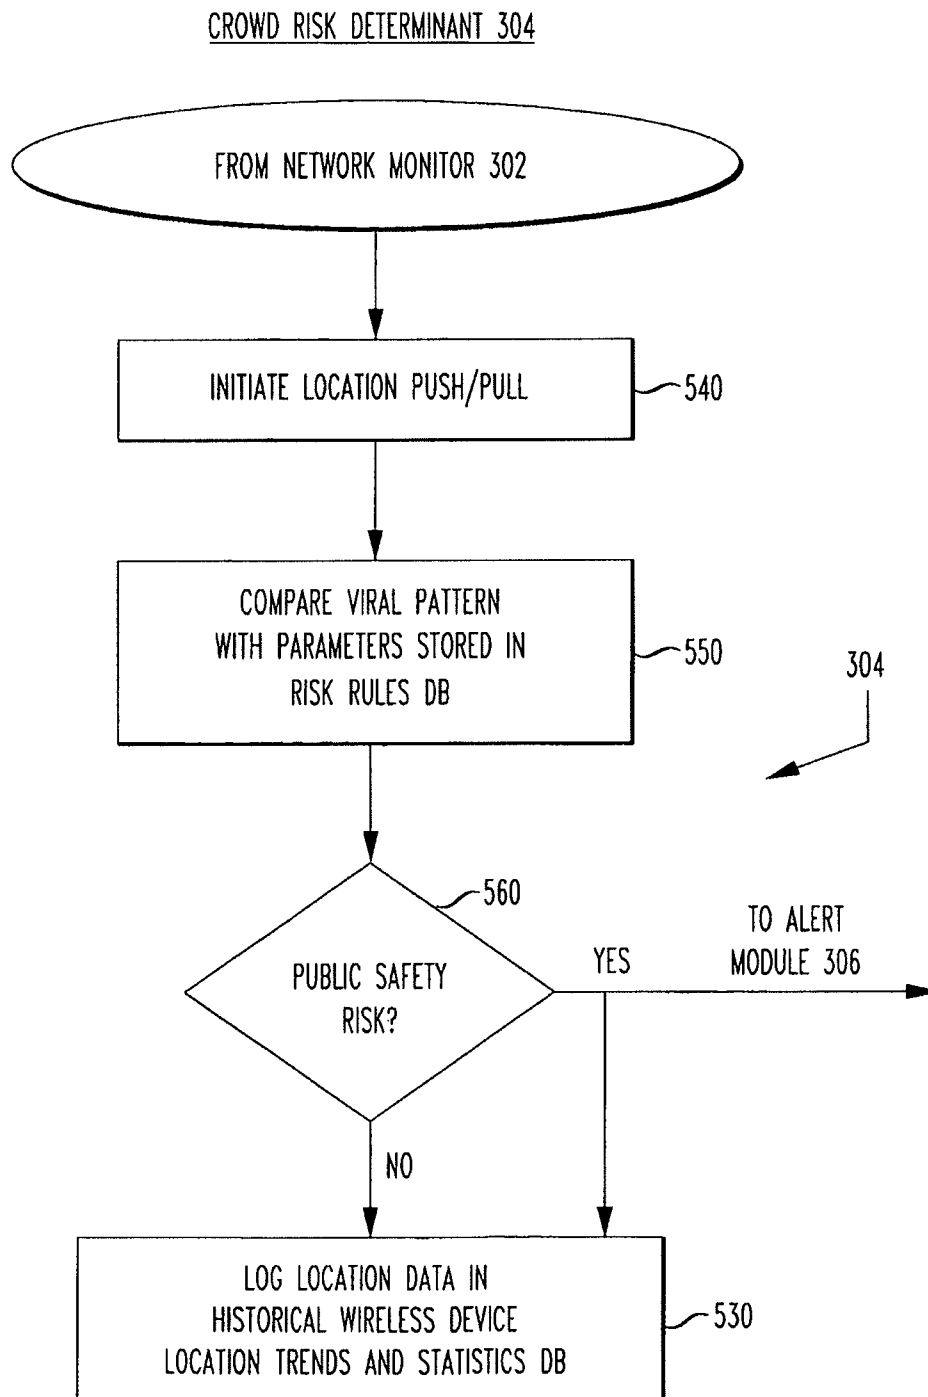 CROWD RISK DETERMINANT 304
FROM NETWORK MONITOR 302
INITIATE LOCATION PUSH/PULL
540
COMPARE VIRAL PATTERN
WITH PARAMETERS STORED IN
RISK RULES DB
550
304
560
PUBLIC SAFETY
RISK?
YES
TO ALERT
MODULE 306
NO
LOG LOCATION DATA IN
HISTORICAL WIRELESS DEVICE
LOCATION TRENDS AND STATISTICS DB
530